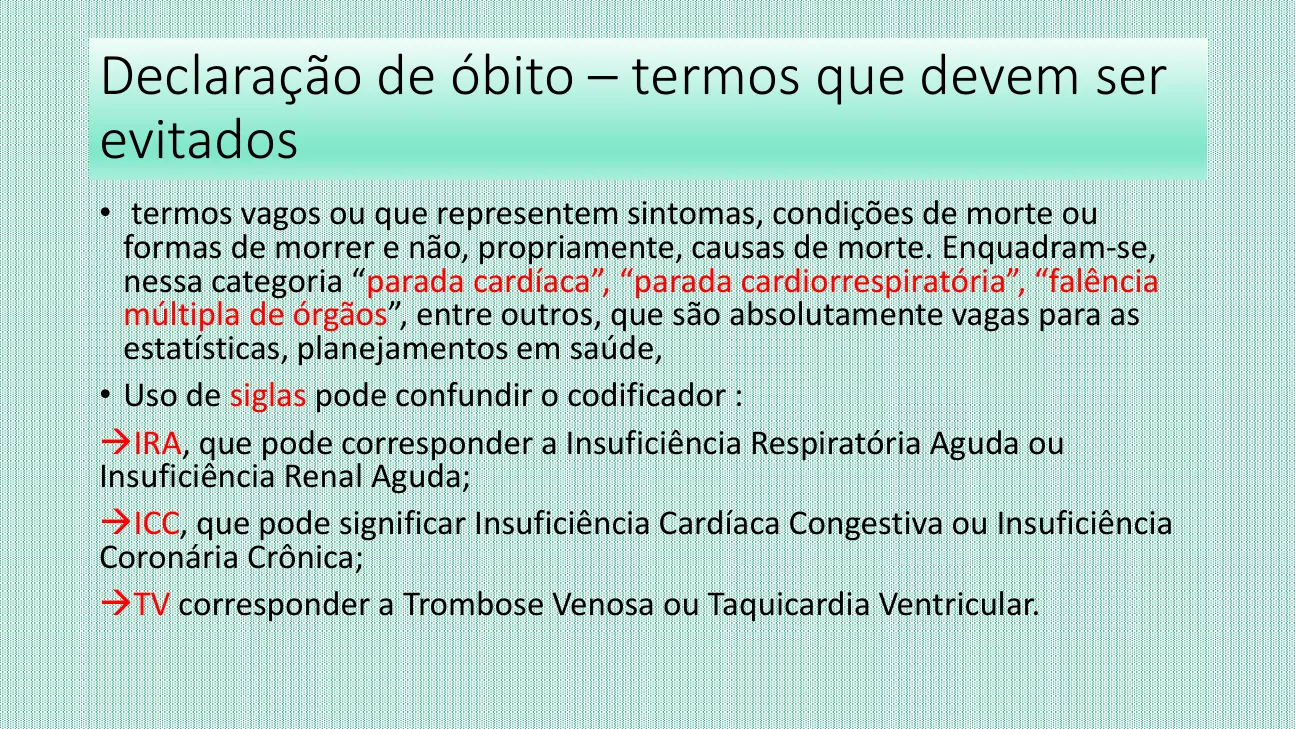 Declaração de óbito – termos que devem ser
evitados
• termos vagos ou que representem sintomas, condições de morte ou
formas de morrer e não, propriamente, causas de morte. Enquadram-se,
nessa categoria “parada cardíaca”, “parada cardiorrespiratória”, “falência
múltipla de órgãos”, entre outros, que são absolutamente vagas para as
estatísticas, planejamentos em saúde,
• Uso de siglas pode confundir o codificador :
→IRA, que pode corresponder a Insuficiência Respiratória Aguda ou
Insuficiência Renal Aguda;
→ICC, que pode significar Insuficiência Cardíaca Congestiva ou Insuficiência
Coronária Crônica;
→TV corresponder a Trombose Venosa ou Taquicardia Ventricular.